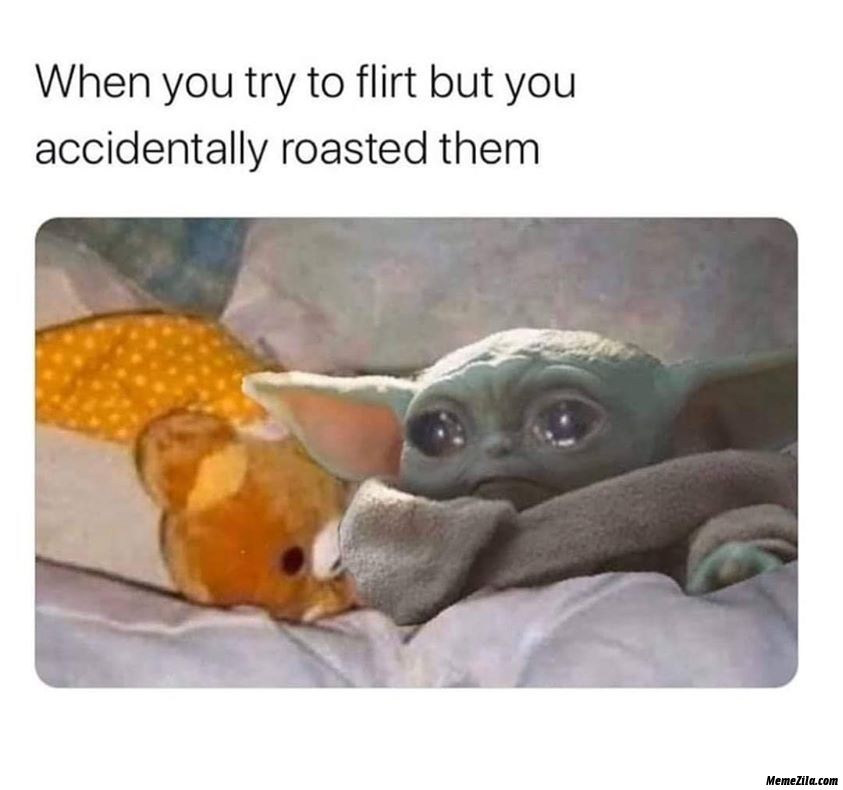 When you try to flirt but you
accidentally roasted them
MemeZila.com